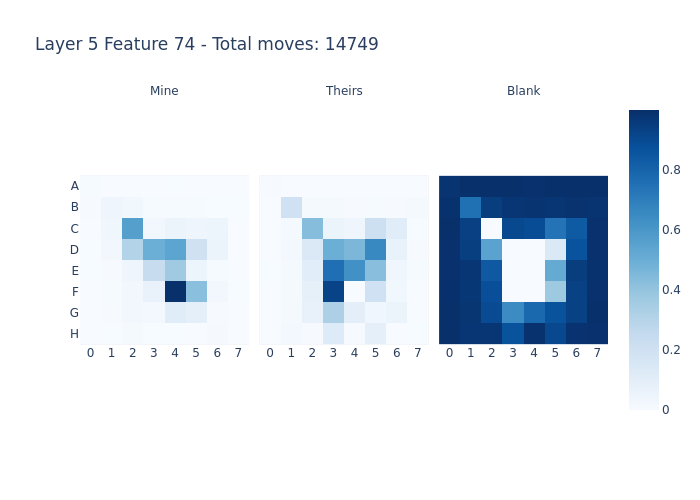 Layer 5 Feature 74 - Total moves: 14749
Mine Theirs Blank
A
B
C
D
E
F
G
H
0 1 2 3 4 5 6 7 0 1 2 3 4 5 6 7 0 1 2 3 4 5 6 7
0.8
0.6
0.4
0.2
0